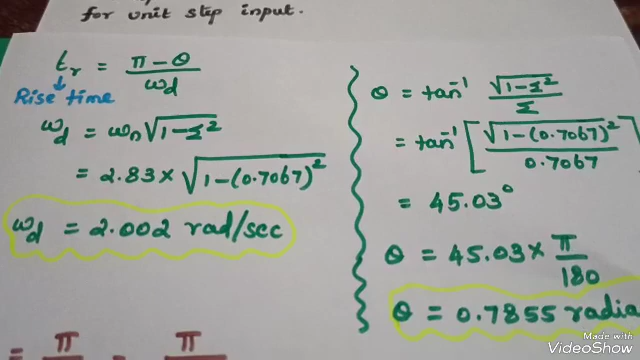 for unit step input.
tᵣ = π - θ / ωd
Rise time
ωd = ωn √1-ξ²
= 2.83 × √1-(0.7067)²
ωd = 2.002 rad/sec
= π = π
θ = tan⁻¹ √1-ξ² / ξ
= tan⁻¹ [ √1-(0.7067)² / 0.7067 ]
= 45.03°
θ = 45.03 × π / 180
θ = 0.7855 radia
Made with
VideoShow